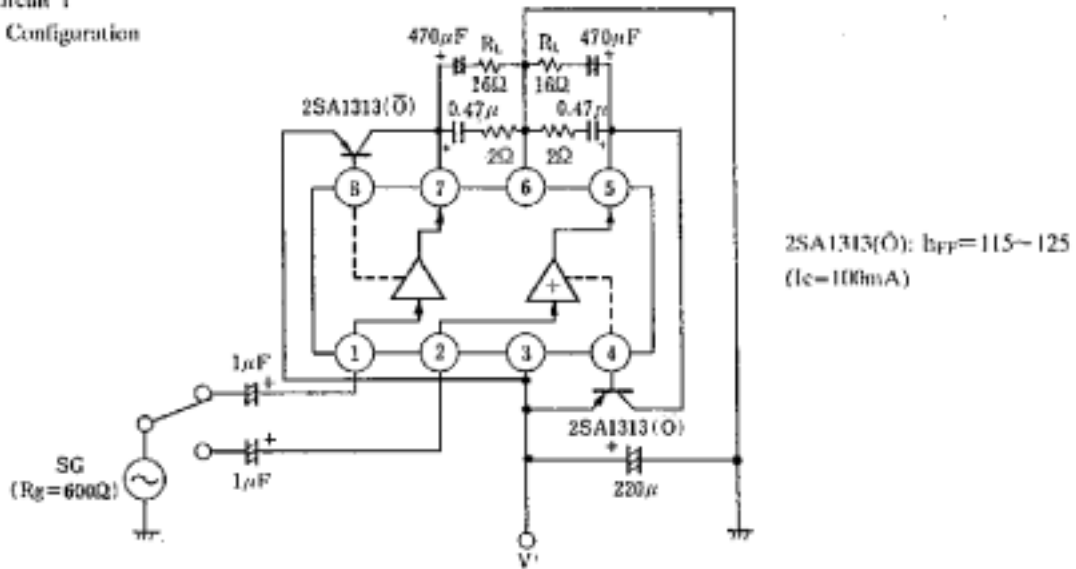 Configuration
470μF
RL
RL
470μF
16Ω
16Ω
2SA1313(Ō)
0.47μ
0.47μ
2Ω
2Ω
8
7
6
5
2SA1313(Ō): hFE=115~125
(Ic=100mA)
+
1
2
3
4
1μF
+
2SA1313(O)
+
+
SG
(Rg=600Ω)
1μF
220μ
V+